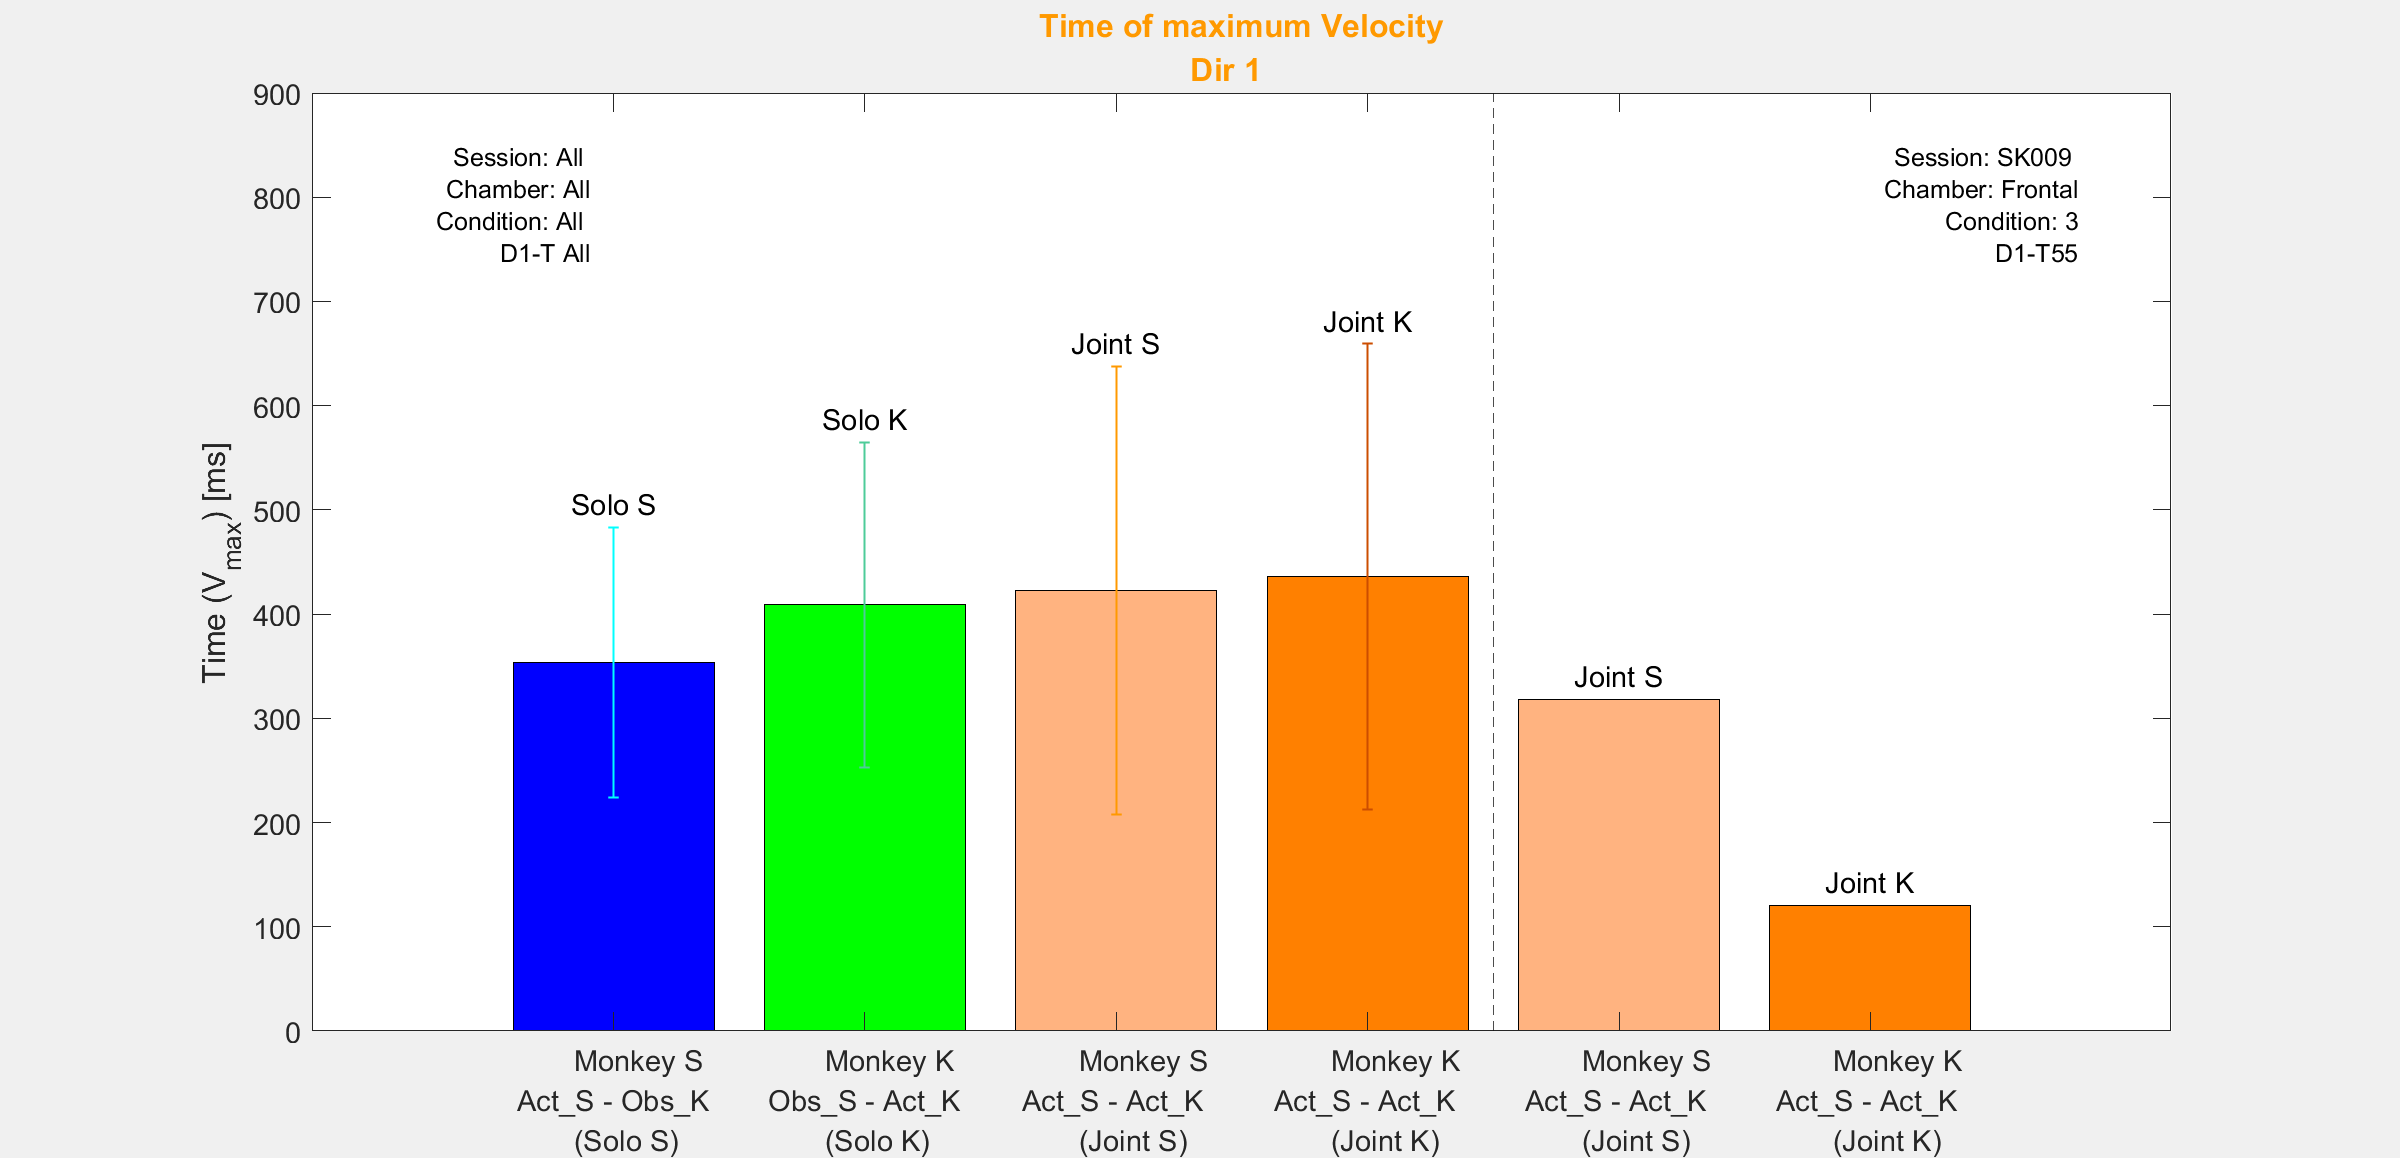 Time of maximum Velocity
Dir 1
900
800
700
600
500
400
300
200
100
0
Time (Vmax) [ms]
Session: All
Chamber: All
Condition: All
D1-T All
Session: SK009
Chamber: Frontal
Condition: 3
D1-T55
Solo S
Solo K
Joint S
Joint K
Joint S
Joint K
Monkey S
Act_S - Obs_K
(Solo S)
Monkey K
Obs_S - Act_K
(Solo K)
Monkey S
Act_S - Act_K
(Joint S)
Monkey K
Act_S - Act_K
(Joint K)
Monkey S
Act_S - Act_K
(Joint S)
Monkey K
Act_S - Act_K
(Joint K)